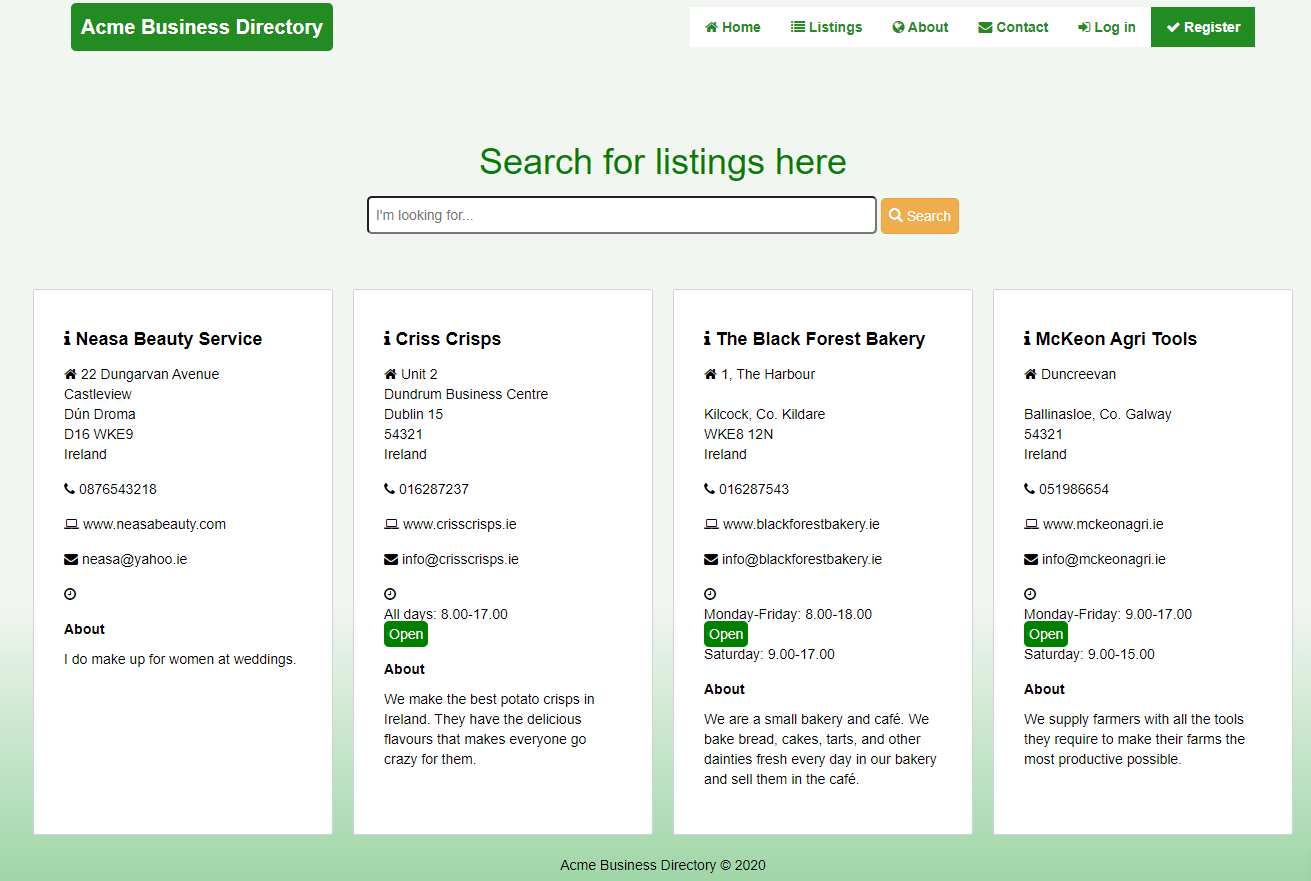 Acme Business Directory
Home Listings About Contact Log in Register
Search for listings here
I'm looking for... Search
Neasa Beauty Service
22 Dungarvan Avenue
Castleview
Dún Droma
D16 WKE9
Ireland
0876543218
www.neasabeauty.com
neasa@yahoo.ie
About
I do make up for women at weddings.
Criss Crisps
Unit 2
Dundrum Business Centre
Dublin 15
54321
Ireland
016287237
www.crisscrisps.ie
info@crisscrisps.ie
All days: 8.00-17.00
Open
About
We make the best potato crisps in
Ireland. They have the delicious
flavours that makes everyone go
crazy for them.
The Black Forest Bakery
1, The Harbour
Kilcock, Co. Kildare
WKE8 12N
Ireland
016287543
www.blackforestbakery.ie
info@blackforestbakery.ie
Monday-Friday: 8.00-18.00
Open
Saturday: 9.00-17.00
About
We are a small bakery and café. We
bake bread, cakes, tarts, and other
dainties fresh every day in our bakery
and sell them in the café.
McKeon Agri Tools
Duncreevan
Ballinasloe, Co. Galway
54321
Ireland
051986654
www.mckeonagri.ie
info@mckeonagri.ie
Monday-Friday: 9.00-17.00
Open
Saturday: 9.00-15.00
About
We supply farmers with all the tools
they require to make their farms the
most productive possible.
Acme Business Directory © 2020